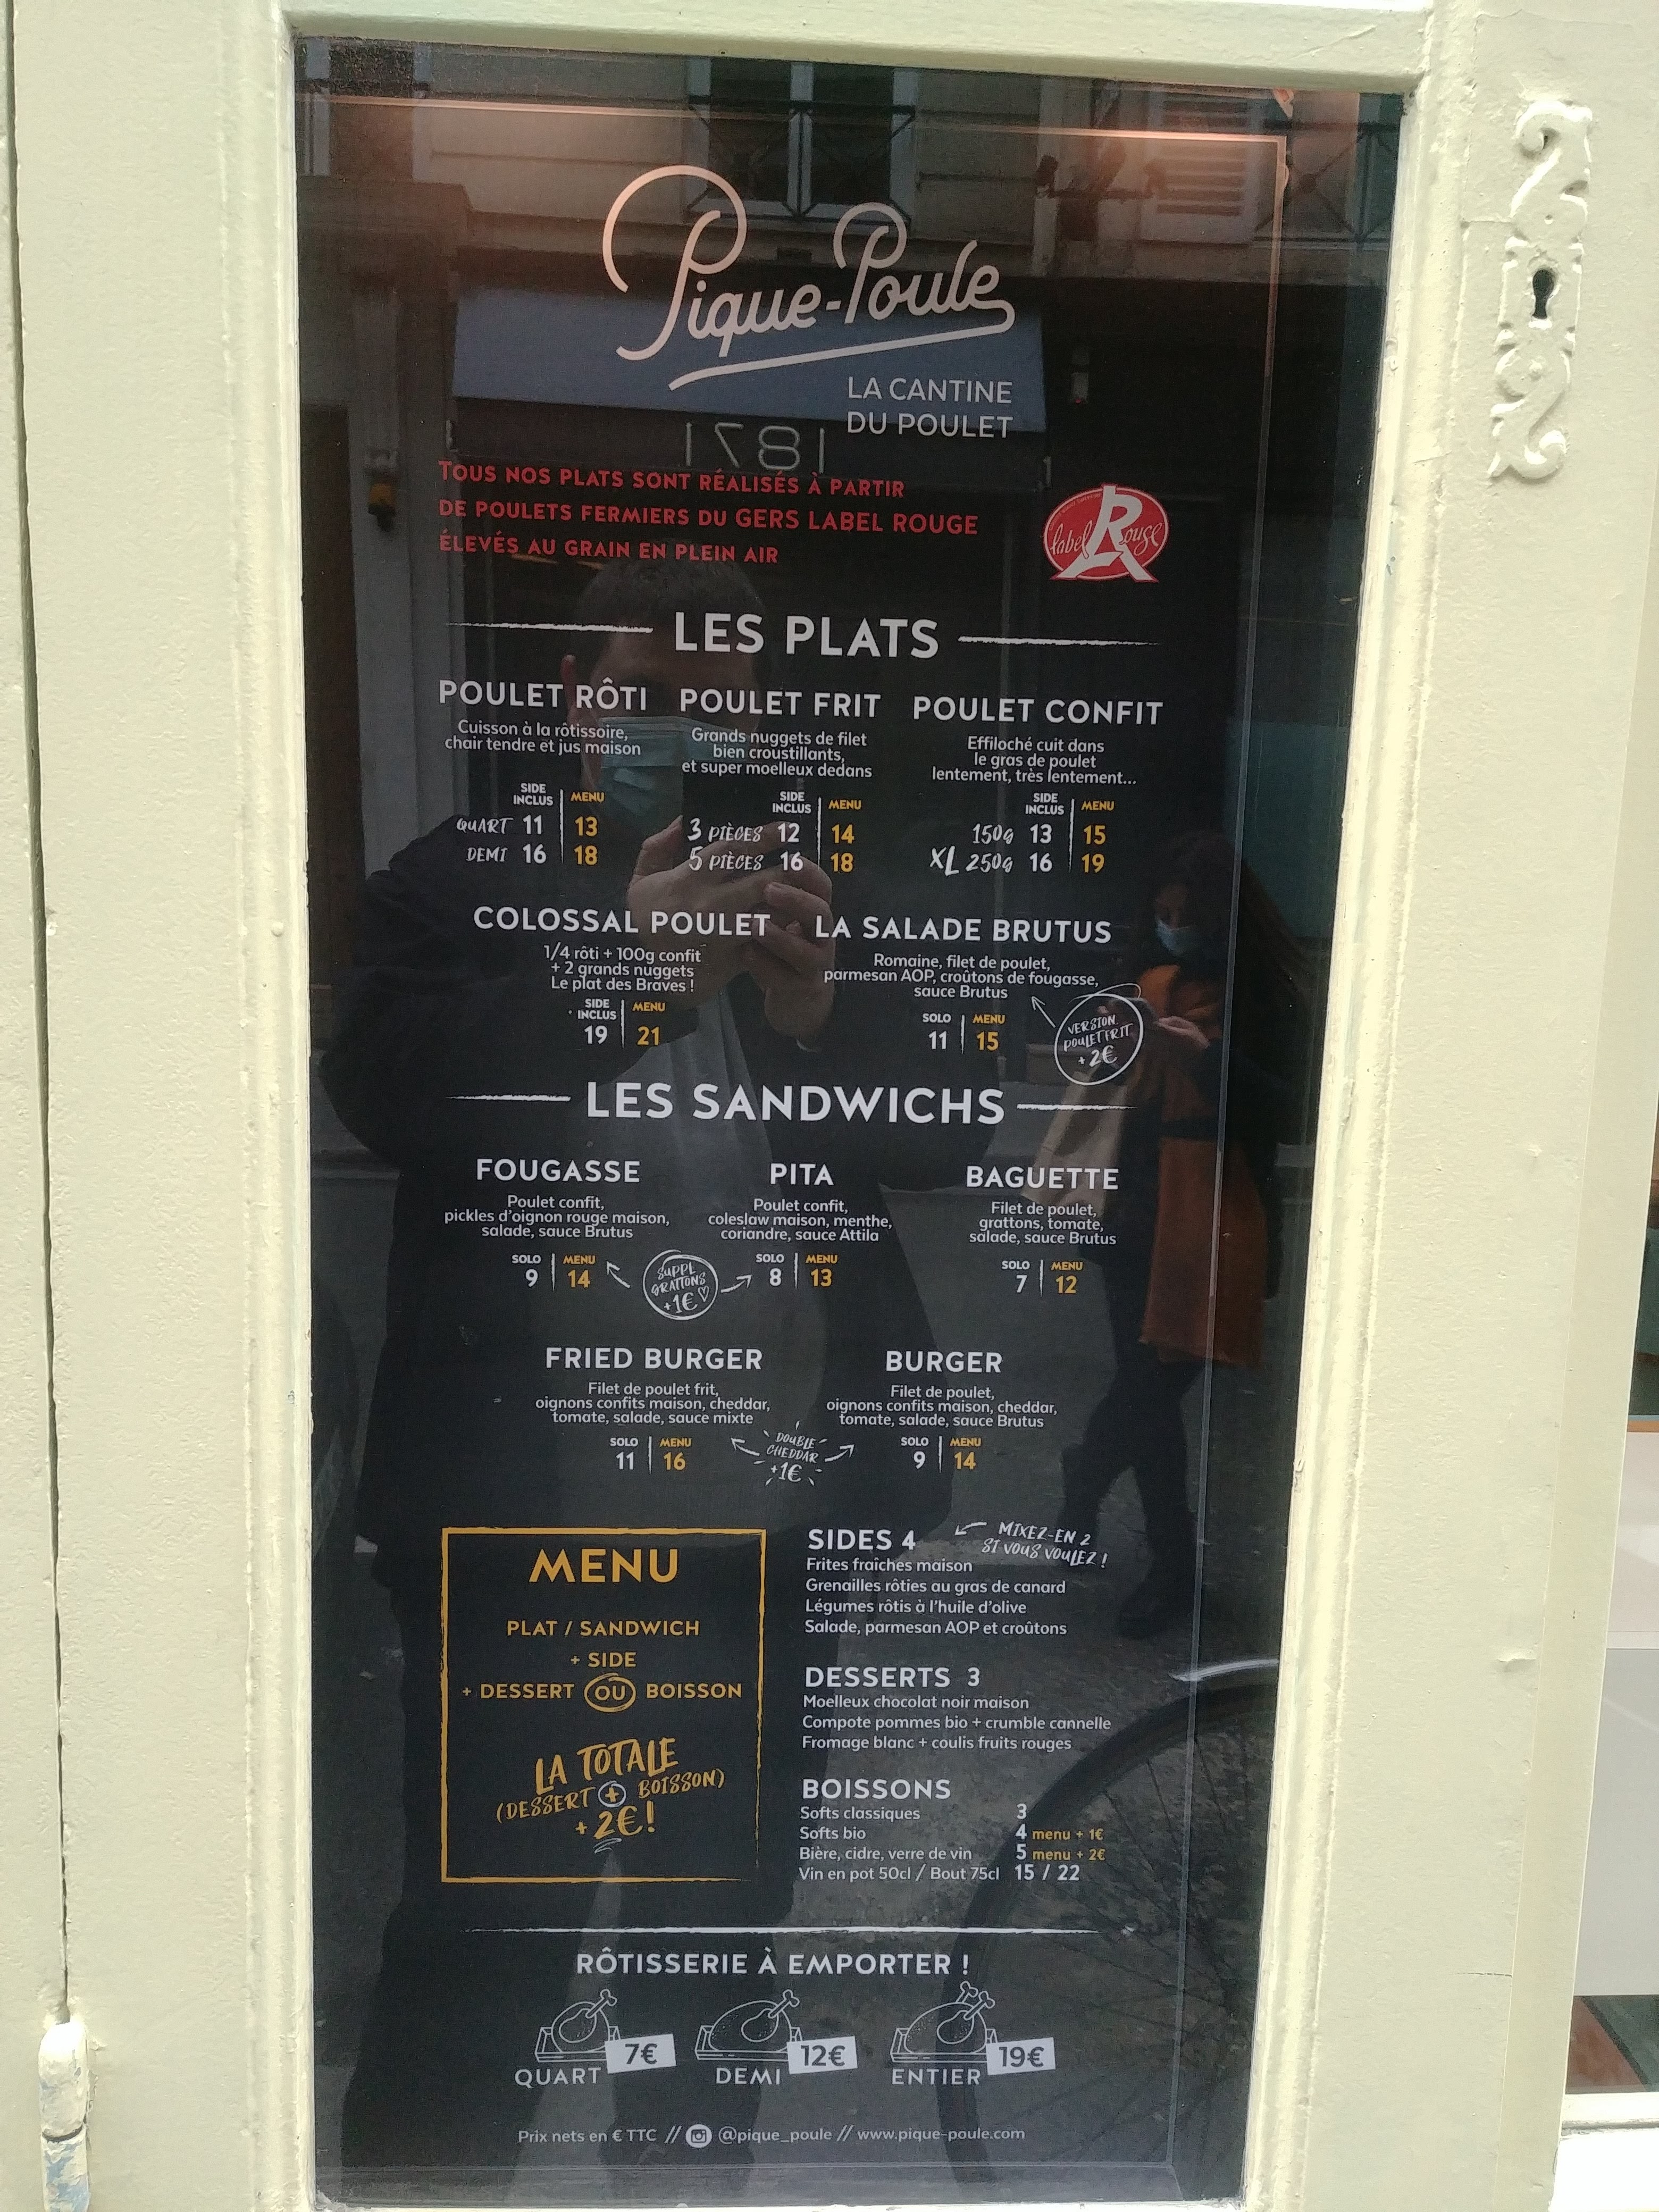 Pique-Poule
LA CANTINE
DU POULET
1781
TOUS NOS PLATS SONT RÉALISÉS À PARTIR
DE POULETS FERMIERS DU GERS LABEL ROUGE
ÉLEVÉS AU GRAIN EN PLEIN AIR
Label Rouge
LES PLATS
POULET RÔTI
Cuisson à la rôtissoire,
chair tendre et jus maison
SIDE
INCLUS MENU
QUART 11 13
DEMI 16 18
POULET FRIT
Grands nuggets de filet
bien croustillants,
et super moelleux dedans
SIDE
INCLUS MENU
3 PIÈCES 12 14
5 PIÈCES 16 18
POULET CONFIT
Effiloché cuit dans
le gras de poulet
lentement, très lentement...
SIDE
INCLUS MENU
150g 13 15
XL 250g 16 19
COLOSSAL POULET
1/4 rôti + 100g confit
+ 2 grands nuggets
Le plat des Braves !
SIDE
INCLUS MENU
19 21
LA SALADE BRUTUS
Romaine, filet de poulet,
parmesan AOP, croûtons de fougasse,
sauce Brutus
SOLO MENU
11 15
VERSION
POULET FRIT
+2€
LES SANDWICHS
FOUGASSE
Poulet confit,
pickles d'oignon rouge maison,
salade, sauce Brutus
SOLO MENU
9 14
SUPPL
GRATTONS
+1€
PITA
Poulet confit,
coleslaw maison, menthe,
coriandre, sauce Attila
SOLO MENU
8 13
BAGUETTE
Filet de poulet,
grattons, tomate,
salade, sauce Brutus
SOLO MENU
7 12
FRIED BURGER
Filet de poulet frit,
oignons confits maison, cheddar,
tomate, salade, sauce mixte
SOLO MENU
11 16
DOUBLE
CHEDDAR
+1€
BURGER
Filet de poulet,
oignons confits maison, cheddar,
tomate, salade, sauce Brutus
SOLO MENU
9 14
MENU
PLAT / SANDWICH
+ SIDE
+ DESSERT OU BOISSON
LA TOTALE
(DESSERT + BOISSON)
+ 2€!
SIDES 4
MIXEZ-EN 2
SI VOUS VOULEZ !
Frites fraîches maison
Grenailles rôties au gras de canard
Légumes rôtis à l'huile d'olive
Salade, parmesan AOP et croûtons
DESSERTS 3
Moelleux chocolat noir maison
Compote pommes bio + crumble cannelle
Fromage blanc + coulis fruits rouges
BOISSONS
Softs classiques 3
Softs bio 4 menu + 1€
Bière, cidre, verre de vin 5 menu + 2€
Vin en pot 50cl / Bout 75cl 15 / 22
RÔTISSERIE À EMPORTER !
QUART 7€
DEMI 12€
ENTIER 19€
Prix nets en € TTC // @pique_poule // www.pique-poule.com